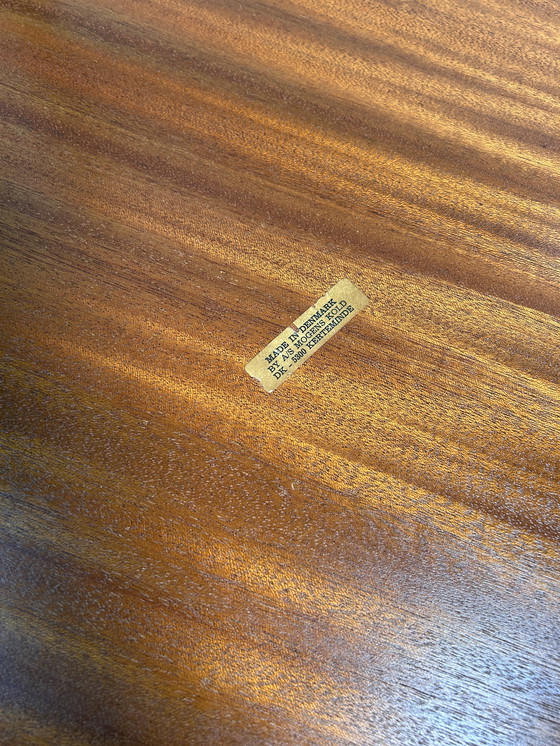 MADE IN DENMARK
BY A/S MOGENS KOLD
DK - 5300 KERTEMINDE